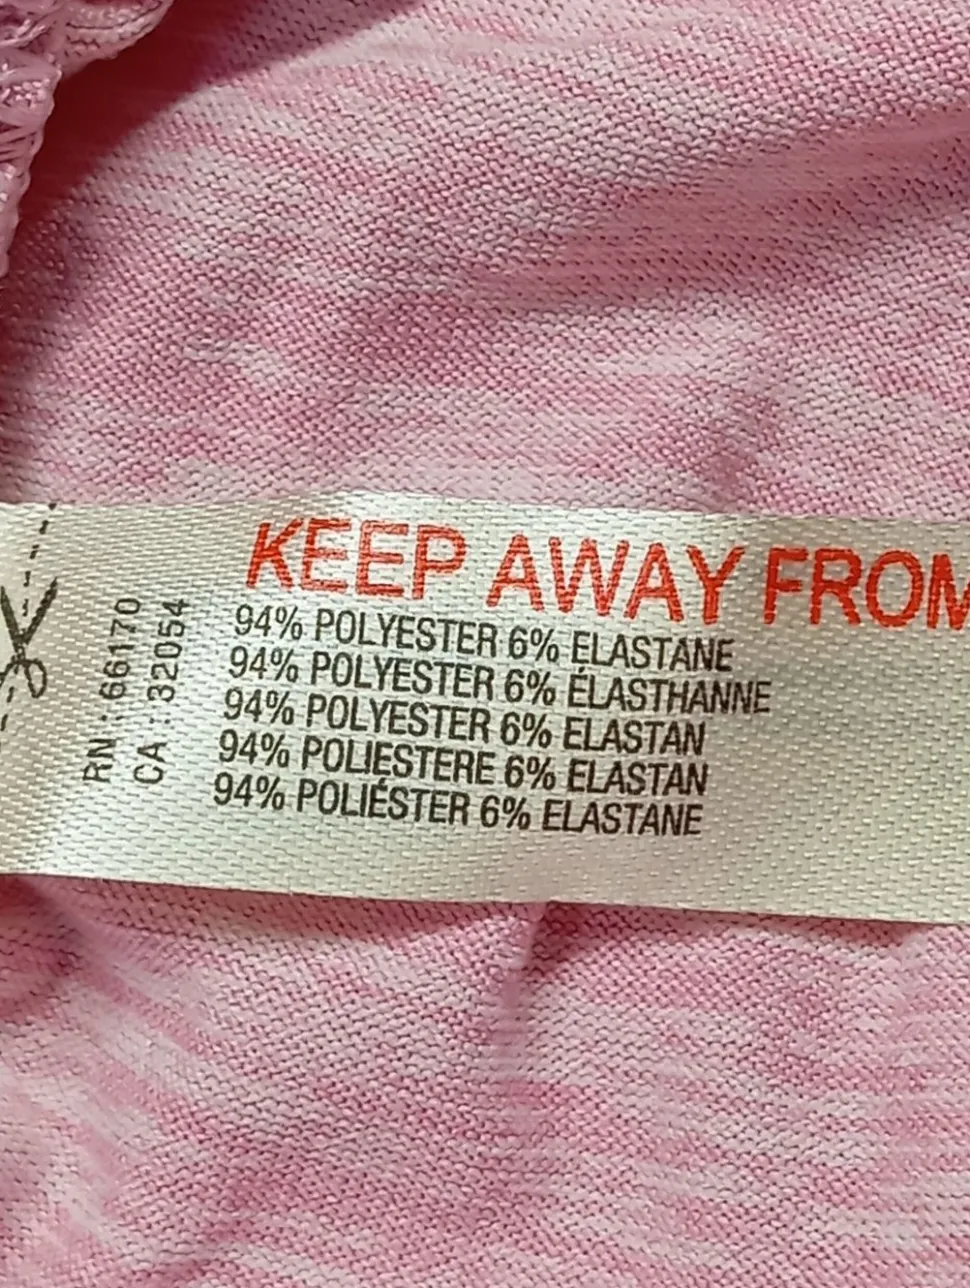 KEEP AWAY FROM
94% POLYESTER 6% ELASTANE
94% POLYESTER 6% ÉLASTHANNE
94% POLYESTER 6% ELASTAN
94% POLIESTERE 6% ELASTAN
94% POLIÉSTER 6% ELASTANE
RN : 66170
CA : 32054